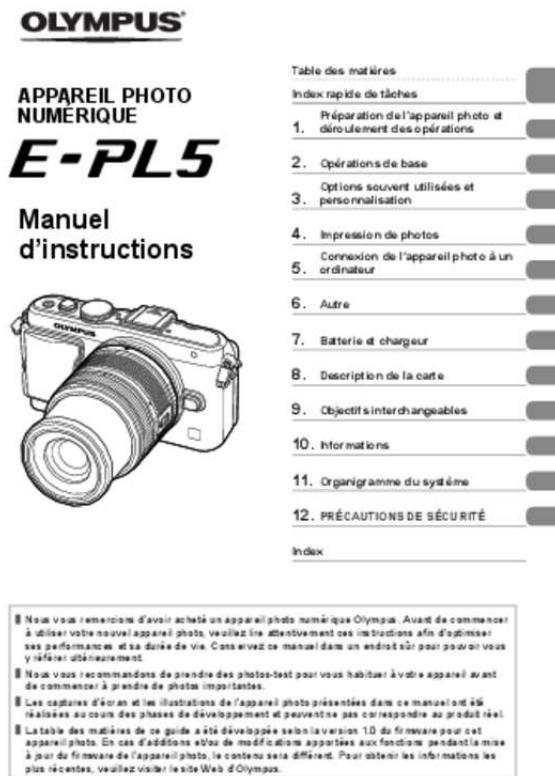 OLYMPUS
APPAREIL PHOTO
NUMÉRIQUE
E-PL5
Manuel
d'instructions
OLYMPUS
Table des matières
Index rapide de tâches
1. Préparation de l'appareil photo et
déroulement des opérations
2. Opérations de base
3. Options souvent utilisées et
personnalisation
4. Impression de photos
5. Connexion de l'appareil photo à un
ordinateur
6. Autre
7. Batterie et chargeur
8. Description de la carte
9. Objectifs interchangeables
10. Informations
11. Organigramme du système
12. PRÉCAUTIONS DE SÉCURITÉ
Index
Nous vous remercions d'avoir acheté un appareil photo numérique Olympus. Avant de commencer
à utiliser votre nouvel appareil photo, veuillez lire attentivement ces instructions afin d'optimiser
ses performances et sa durée de vie. Conservez ce manuel dans un endroit sûr pour pouvoir vous
y référer ultérieurement.
Nous vous recommandons de prendre des photos-test pour vous habituer à votre appareil avant
de commencer à prendre de photos importantes.
Les captures d'écran et les illustrations de l'appareil photo présentées dans ce manuel ont été
réalisées au cours des phases de développement et peuvent ne pas correspondre au produit réel.
La table des matières de ce guide a été développée selon la version 1.0 du firmware pour cet
appareil photo. En cas d'additions et/ou de modifications apportées aux fonctions pendant la mise
à jour du firmware de l'appareil photo, le contenu sera différent. Pour obtenir les informations les
plus récentes, veuillez visiter le site Web d'Olympus.